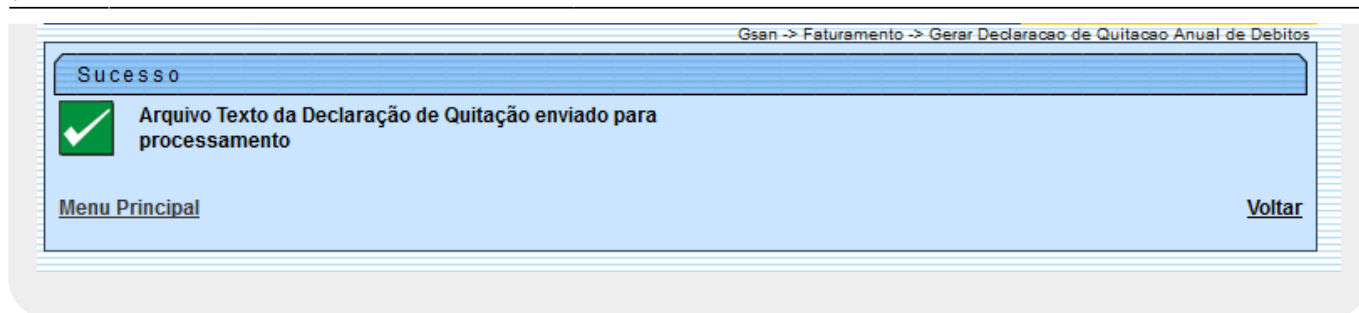 Gsan -> Faturamento -> Gerar Declaracao de Quitacao Anual de Debitos
Sucesso
Arquivo Texto da Declaração de Quitação enviado para
processamento
Menu Principal
Voltar